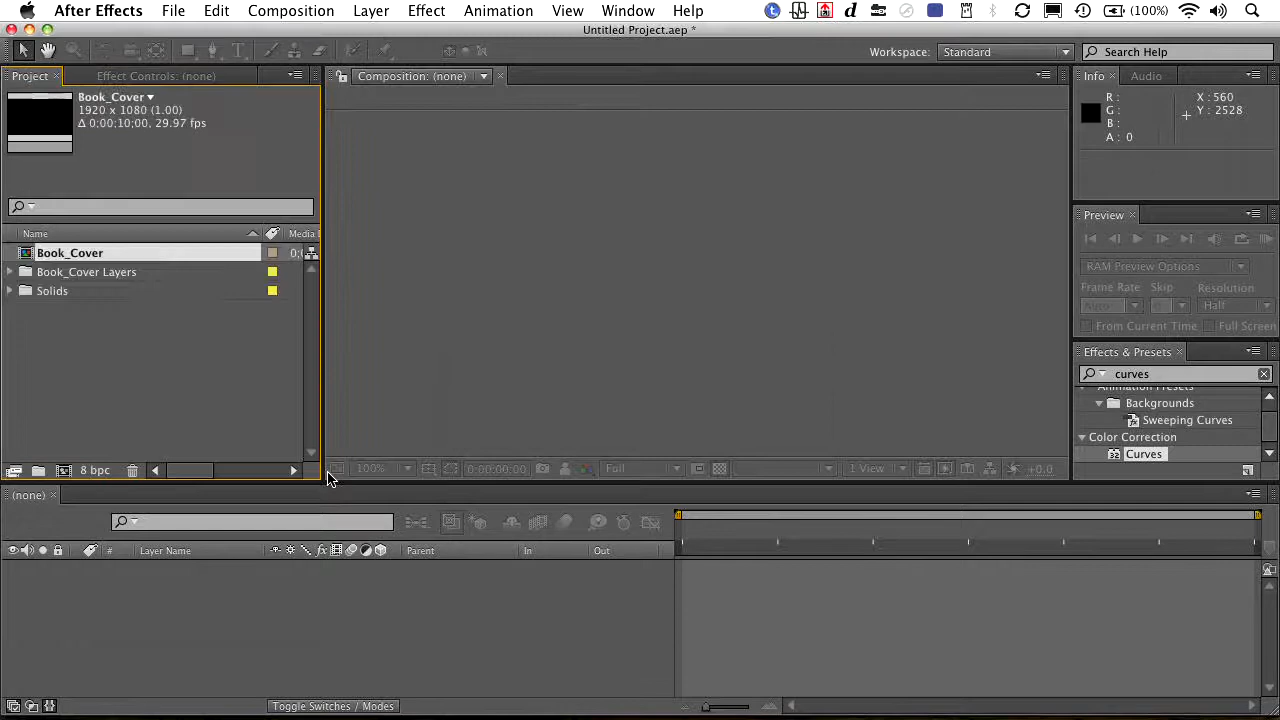 After Effects File Edit Composition Layer Effect Animation View Window Help (100%)
Untitled Project.aep *
Workspace: Standard Search Help
Project Effect Controls: (none) Composition: (none) Info Audio
Book_Cover
1920 x 1080 (1.00)
Δ 0;00;10;00, 29.97 fps
R :
G :
B :
A : 0
X : 560
Y : 2528
Preview
RAM Preview Options
Frame Rate Skip Resolution
Auto 0 Half
From Current Time Full Screen
Name Media
Book_Cover 0;
Book_Cover Layers
Solids
Effects & Presets
curves
Animation Presets
Backgrounds
Sweeping Curves
Color Correction
32 Curves
8 bpc
100% 0:00:00:00 Full 1 View +0.0
(none)
# Layer Name fx Parent In Out
Toggle Switches / Modes